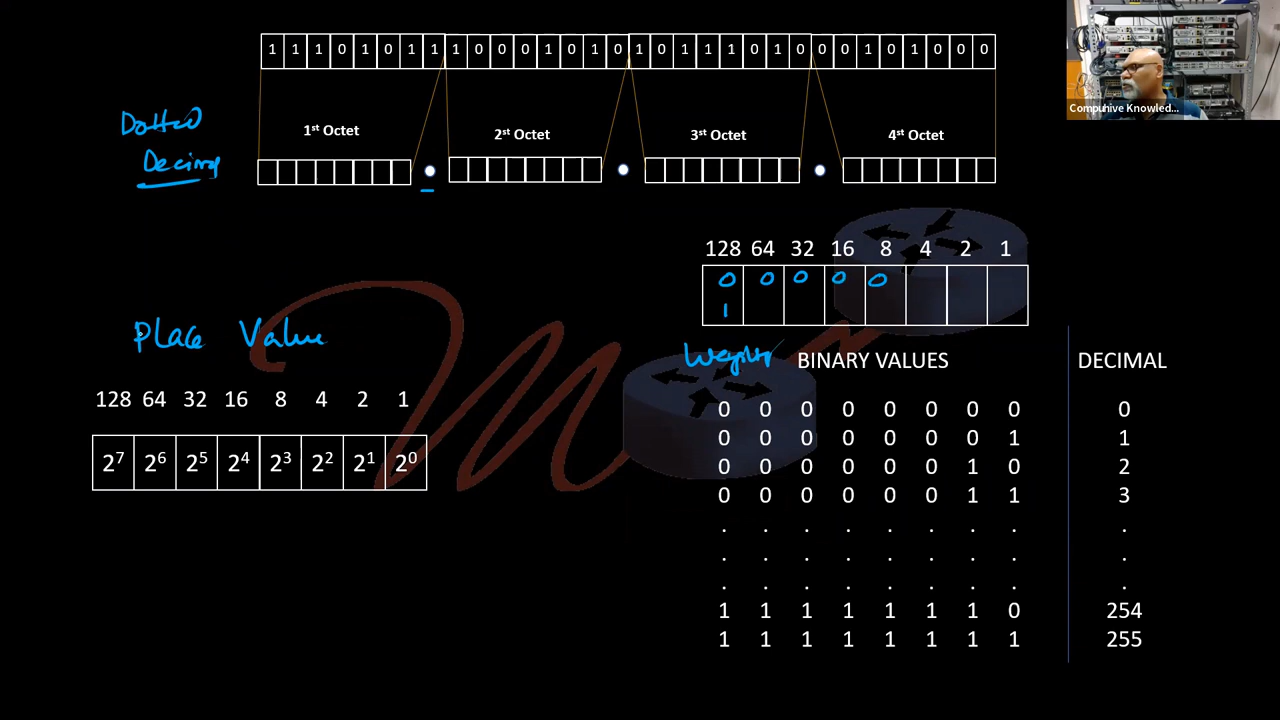 1 1 1 0 1 0 1 1 1 0 0 0 1 0 1 0 1 0 1 1 1 0 1 0 0 0 1 0 1 0 0 0
Compuhive Knowled...
Dotted
Decimal
1st Octet 2st Octet 3st Octet 4st Octet
128 64 32 16 8 4 2 1
0 0 0 0 0
1
Place Value
Weights BINARY VALUES DECIMAL
128 64 32 16 8 4 2 1
2⁷ 2⁶ 2⁵ 2⁴ 2³ 2² 2¹ 2⁰
0 0 0 0 0 0 0 0 0
0 0 0 0 0 0 0 1 1
0 0 0 0 0 0 1 0 2
0 0 0 0 0 0 1 1 3
. . . . . . . . .
. . . . . . . . .
. . . . . . . . .
1 1 1 1 1 1 1 0 254
1 1 1 1 1 1 1 1 255